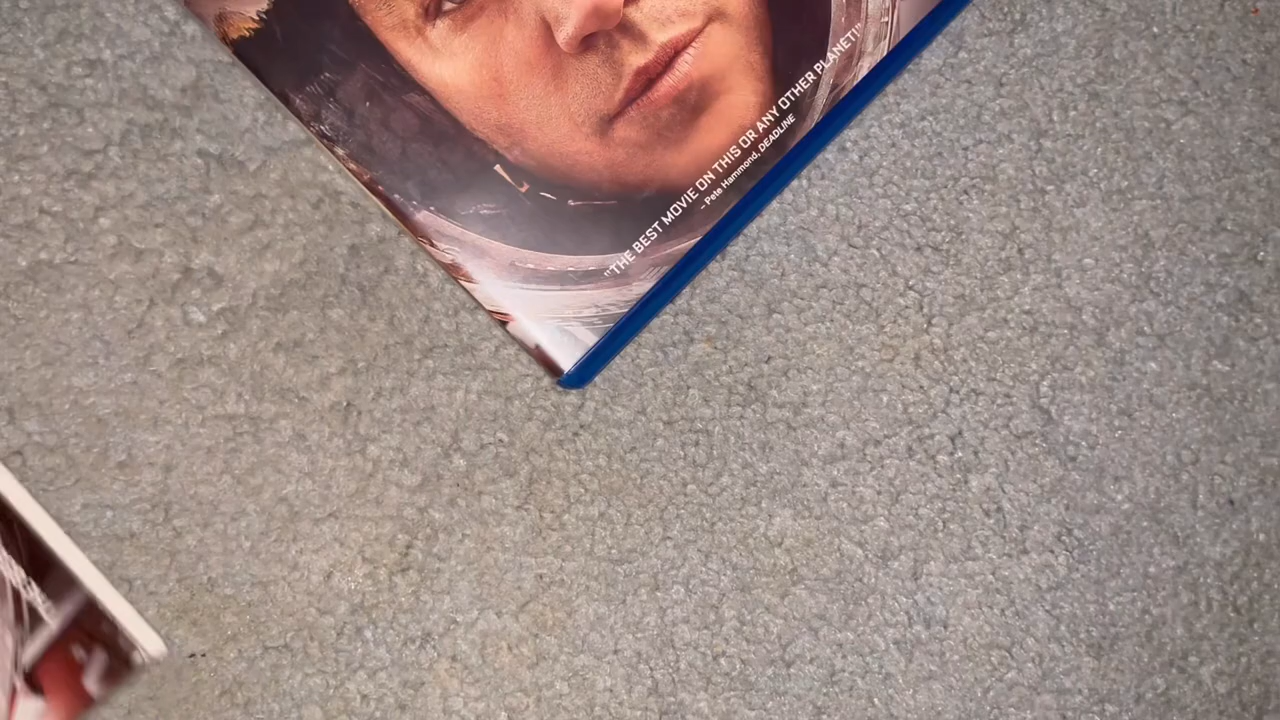 "THE BEST MOVIE ON THIS OR ANY OTHER PLANET!"
- Pete Hammond, DEADLINE